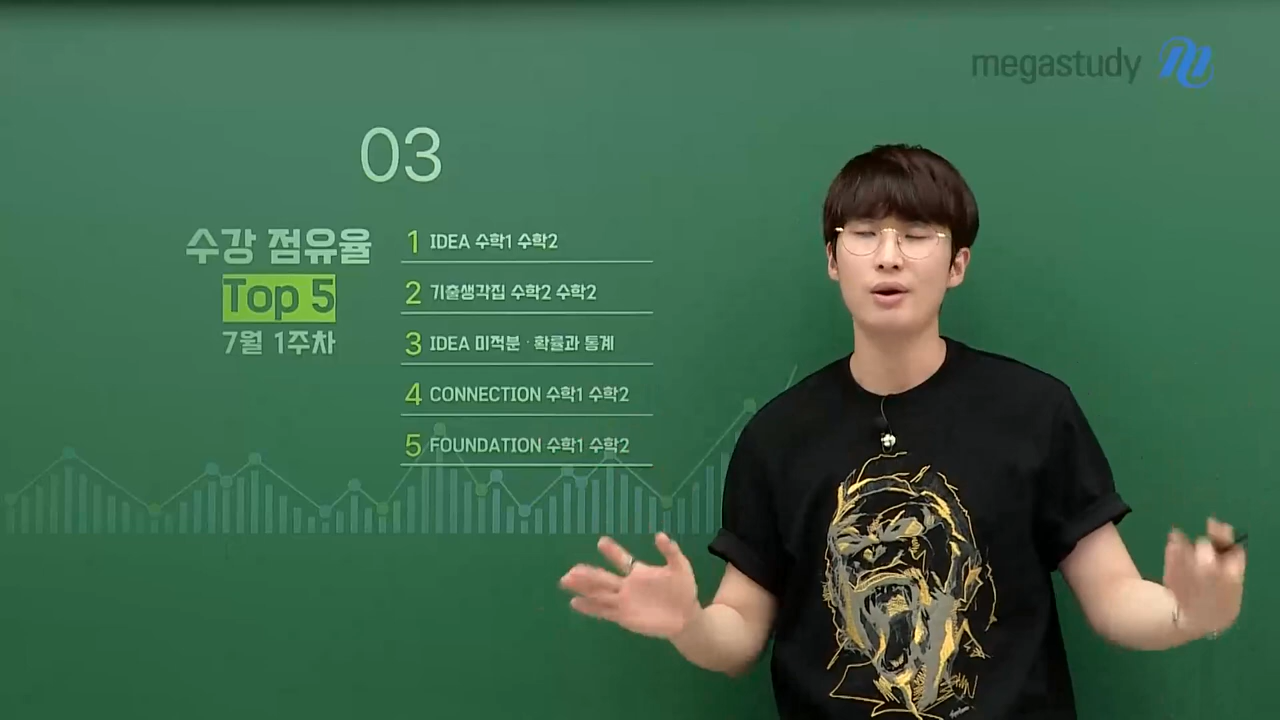 megastudy
03
수강 점유율
Top 5
7월 1주차
1 IDEA 수학1 수학2
2 기출생각집 수학2 수학2
3 IDEA 미적분 · 확률과 통계
4 CONNECTION 수학1 수학2
5 FOUNDATION 수학1 수학2